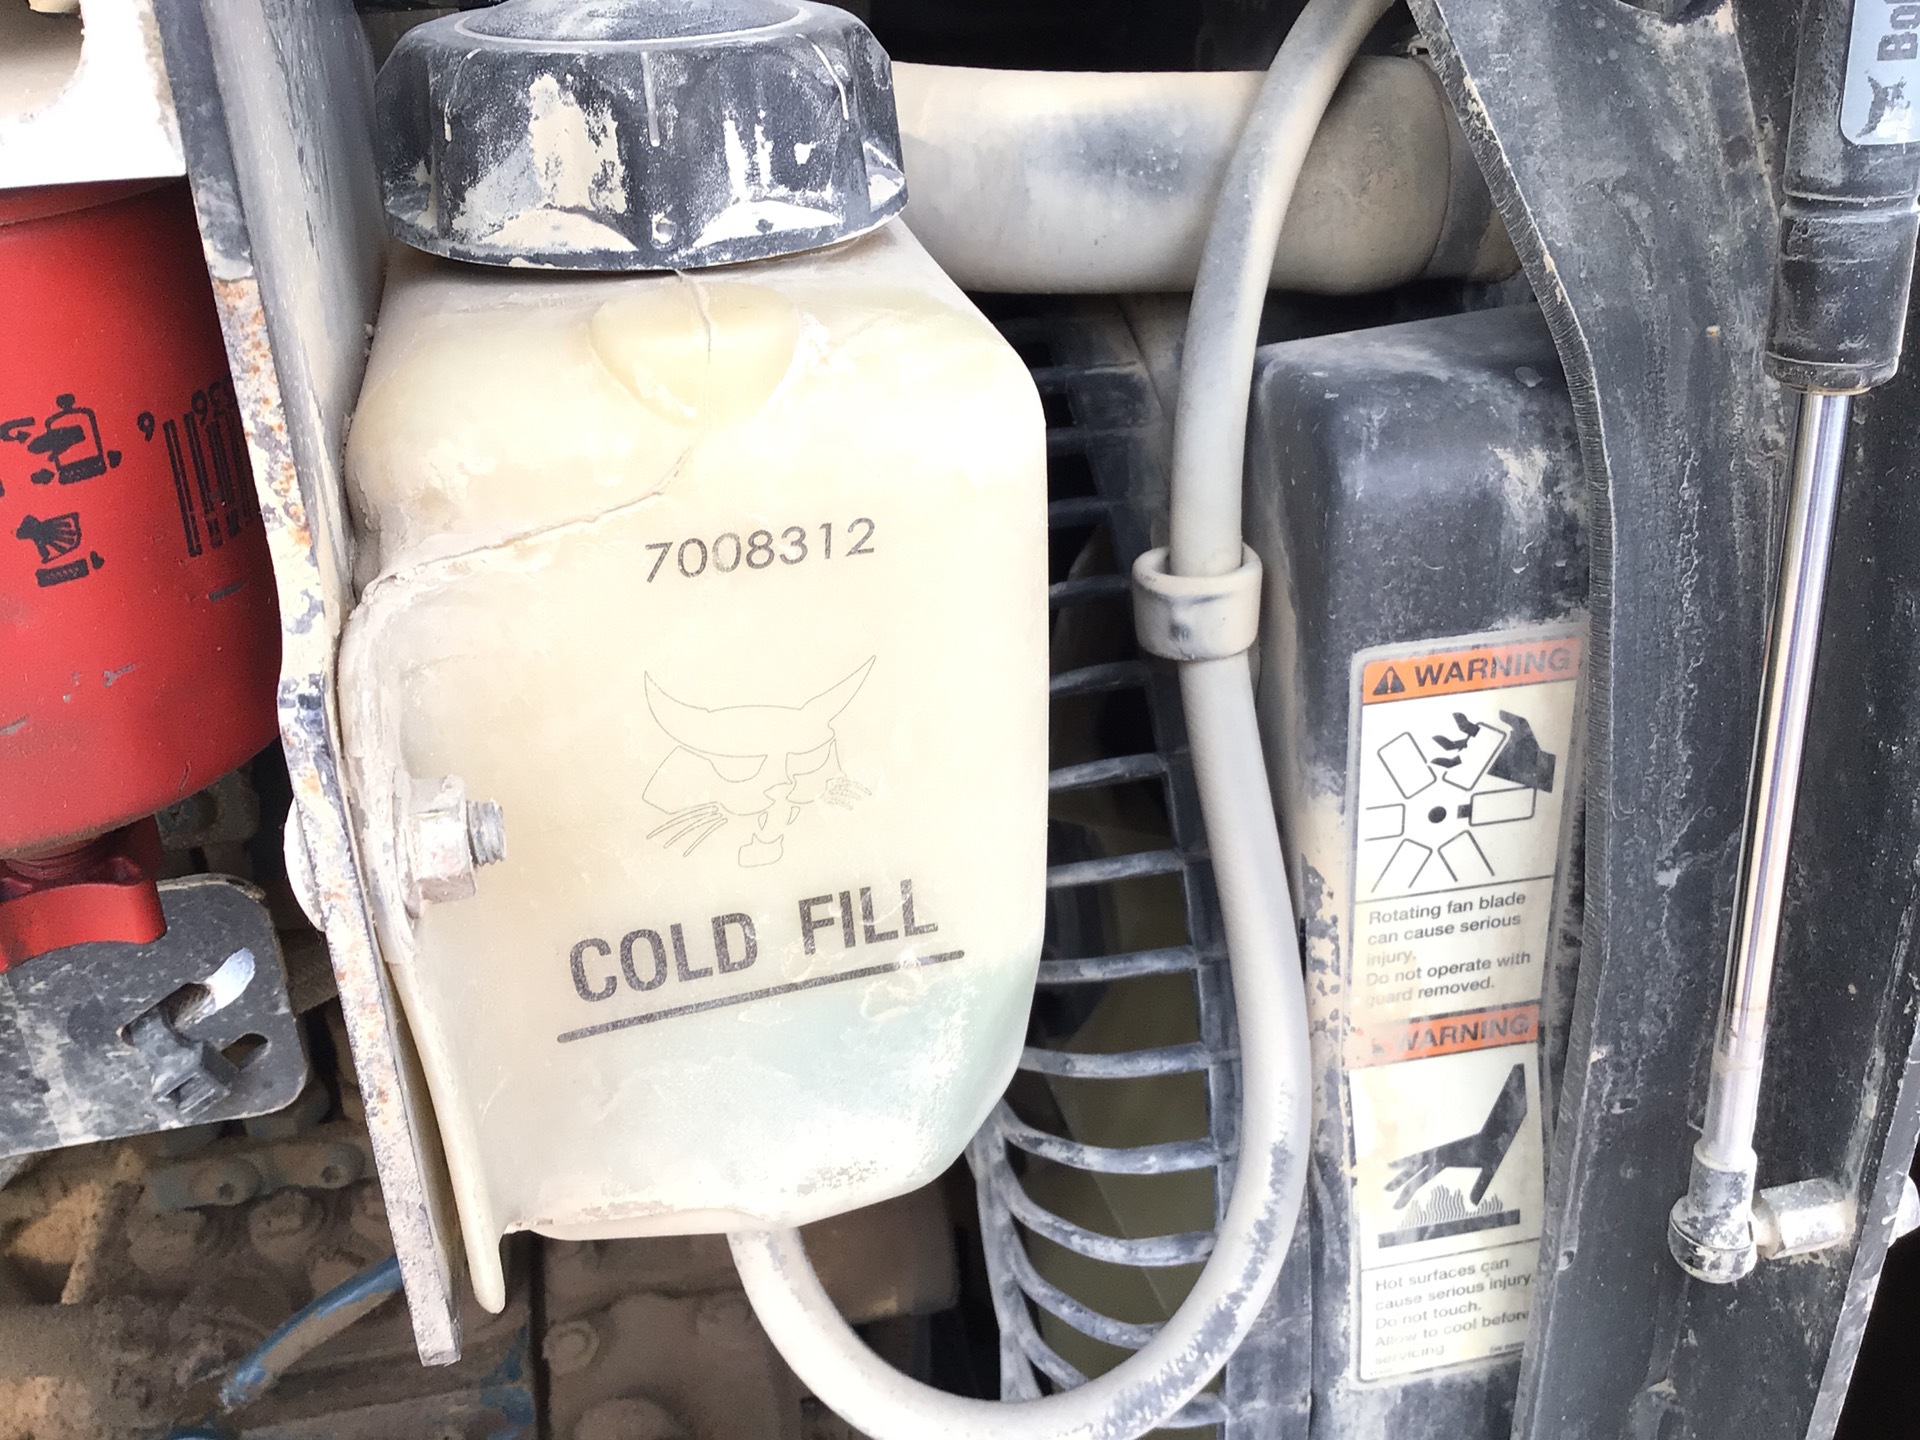 7008312
COLD FILL
WARNING
Rotating fan blade
can cause serious
injury.
Do not operate with
guard removed.
WARNING
Hot surfaces can
cause serious injury.
Do not touch.
Allow to cool before
servicing